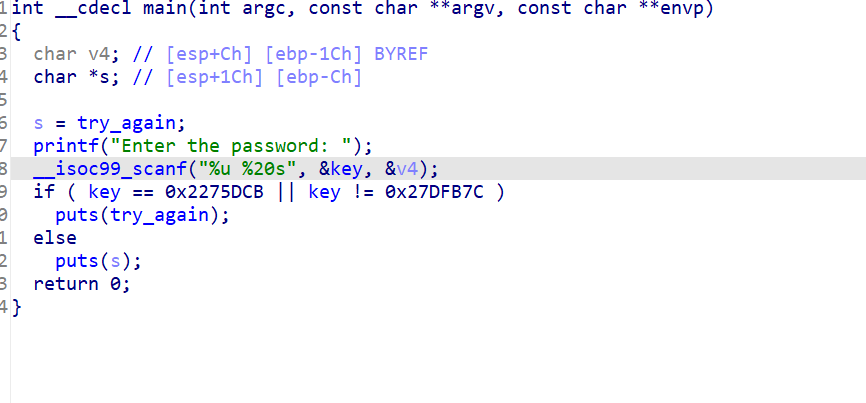 1 int __cdecl main(int argc, const char **argv, const char **envp)
2 {
3   char v4; // [esp+Ch] [ebp-1Ch] BYREF
4   char *s; // [esp+1Ch] [ebp-Ch]
5
6   s = try_again;
7   printf("Enter the password: ");
8   __isoc99_scanf("%u %20s", &key, &v4);
9   if ( key == 0x2275DCB || key != 0x27DFB7C )
0     puts(try_again);
1   else
2     puts(s);
3   return 0;
4 }